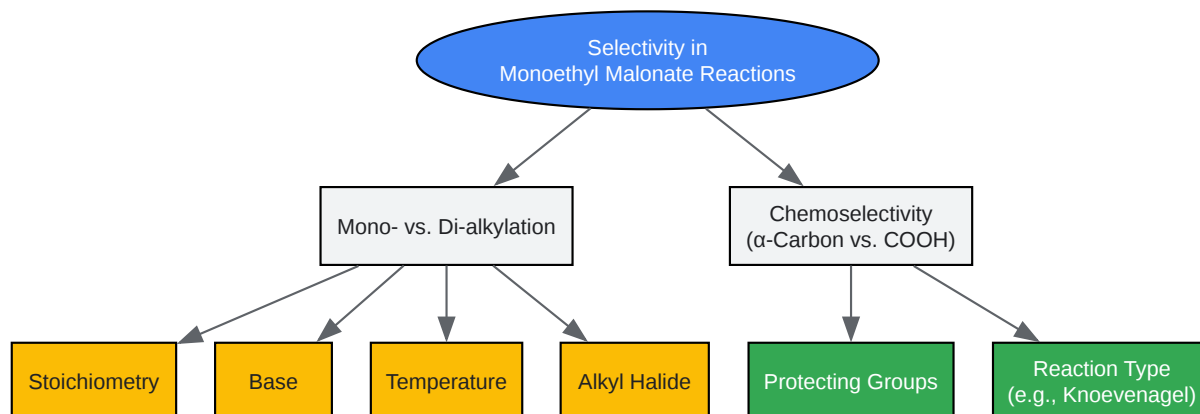 Selectivity in
Monoethyl Malonate Reactions
Mono- vs. Di-alkylation
Chemoselectivity
(α-Carbon vs. COOH)
Stoichiometry
Base
Temperature
Alkyl Halide
Protecting Groups
Reaction Type
(e.g., Knoevenagel)